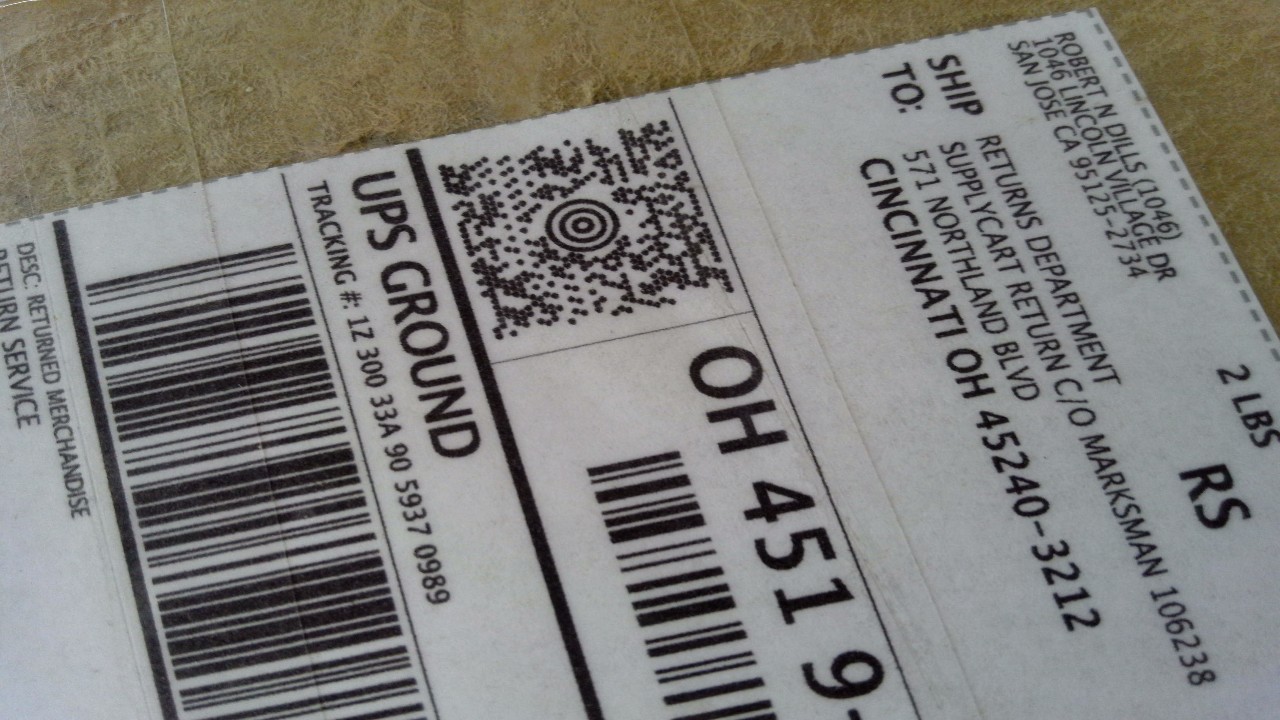 ROBERT N DILLS (1046)
1046 LINCOLN VILLAGE DR
SAN JOSE CA 95125-2734
2 LBS
RS
SHIP
TO:
RETURNS DEPARTMENT
SUPPLYCART RETURN C/O MARKSMAN 106238
571 NORTHLAND BLVD
CINCINNATI OH 45240-3212
OH 451 9-
UPS GROUND
TRACKING #: 1Z 300 33A 90 5937 0989
DESC: RETURNED MERCHANDISE
RETURN SERVICE